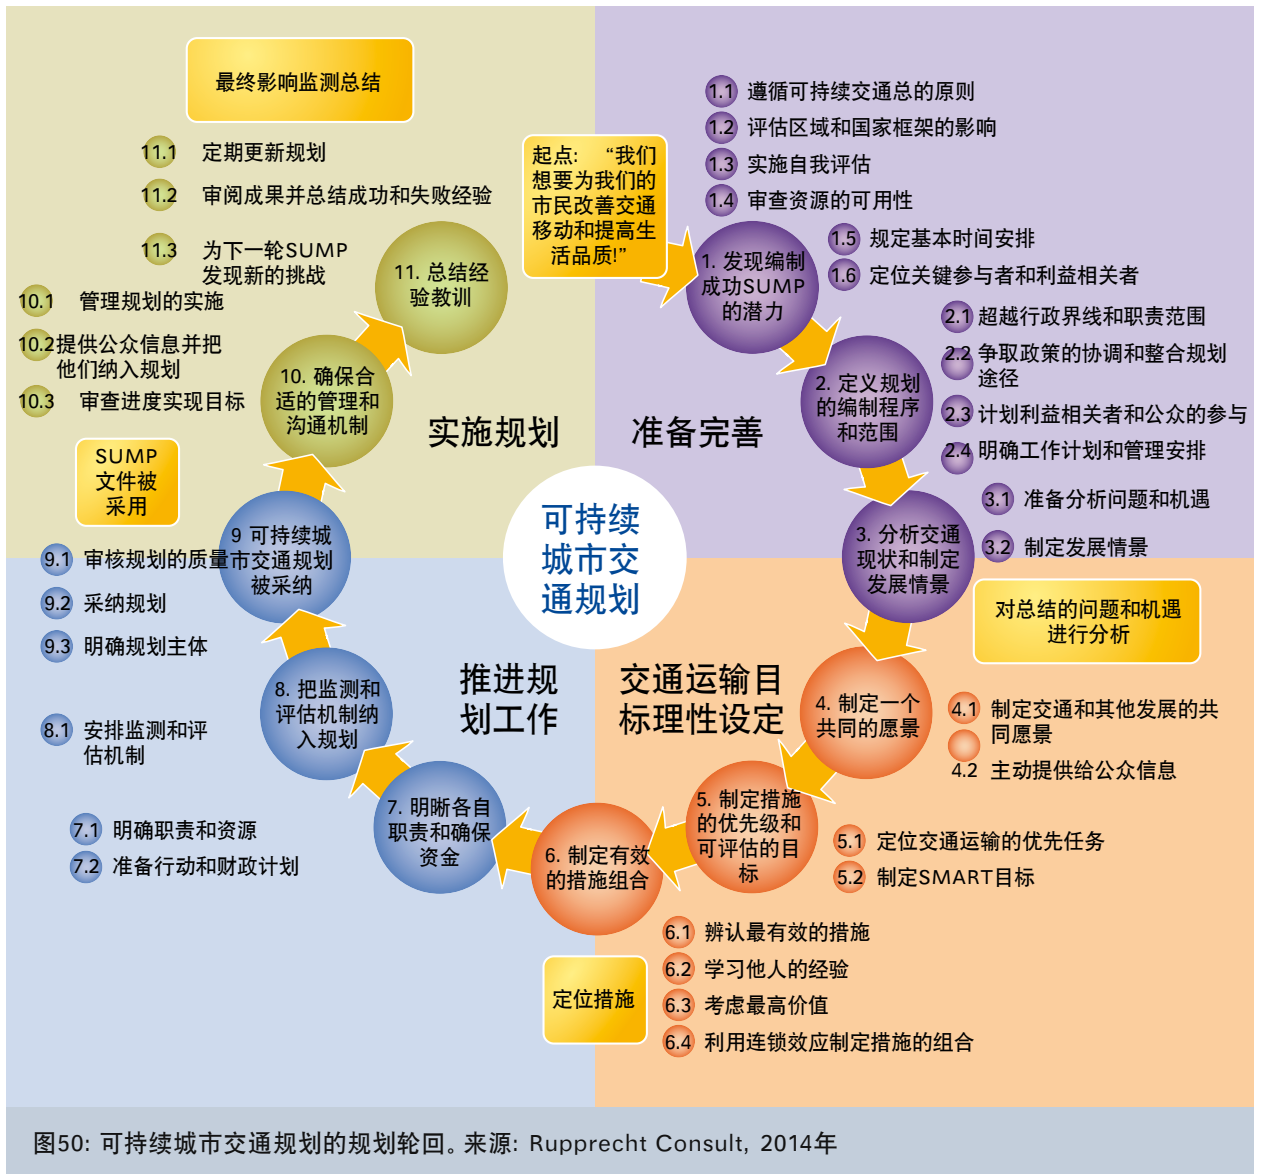 最终影响监测总结
11.1 定期更新规划
11.2 审阅成果并总结成功和失败经验
11.3 为下一轮SUMP
发现新的挑战
10.1 管理规划的实施
10.2 提供公众信息并把
他们纳入规划
10.3 审查进度实现目标
SUMP
文件被
采用
9.1 审核规划的质量
9.2 采纳规划
9.3 明确规划主体
8.1 安排监测和评
估机制
7.1 明确职责和资源
7.2 准备行动和财政计划
起点: “我们
想要为我们的
市民改善交通
移动和提高生
活品质!”
1.1 遵循可持续交通总的原则
1.2 评估区域和国家框架的影响
1.3 实施自我评估
1.4 审查资源的可用性
1.5 规定基本时间安排
1.6 定位关键参与者和利益相关者
2.1 超越行政界线和职责范围
2.2 争取政策的协调和整合规划
途径
2.3 计划利益相关者和公众的参与
2.4 明确工作计划和管理安排
3.1 准备分析问题和机遇
3.2 制定发展情景
对总结的问题和机遇
进行分析
4.1 制定交通和其他发展的共
同愿景
4.2 主动提供给公众信息
5.1 定位交通运输的优先任务
5.2 制定SMART目标
6.1 辨认最有效的措施
6.2 学习他人的经验
6.3 考虑最高价值
6.4 利用连锁效应制定措施的组合
定位措施
1. 发现编制
成功SUMP
的潜力
2. 定义规划
的编制程序
和范围
3. 分析交通
现状和制定
发展情景
4. 制定一个
共同的愿景
5. 制定措施
的优先级和
可评估的目
标
6. 制定有效
的措施组合
7. 明晰各自
职责和确保
资金
8. 把监测和
评估机制纳
入规划
9 可持续城
市交通规划
被采纳
10. 确保合
适的管理和
沟通机制
11. 总结经
验教训
实施规划
准备完善
可持续
城市交
通规划
推进规
划工作
交通运输目
标理性设定
图50: 可持续城市交通规划的规划轮回。来源: Rupprecht Consult, 2014年